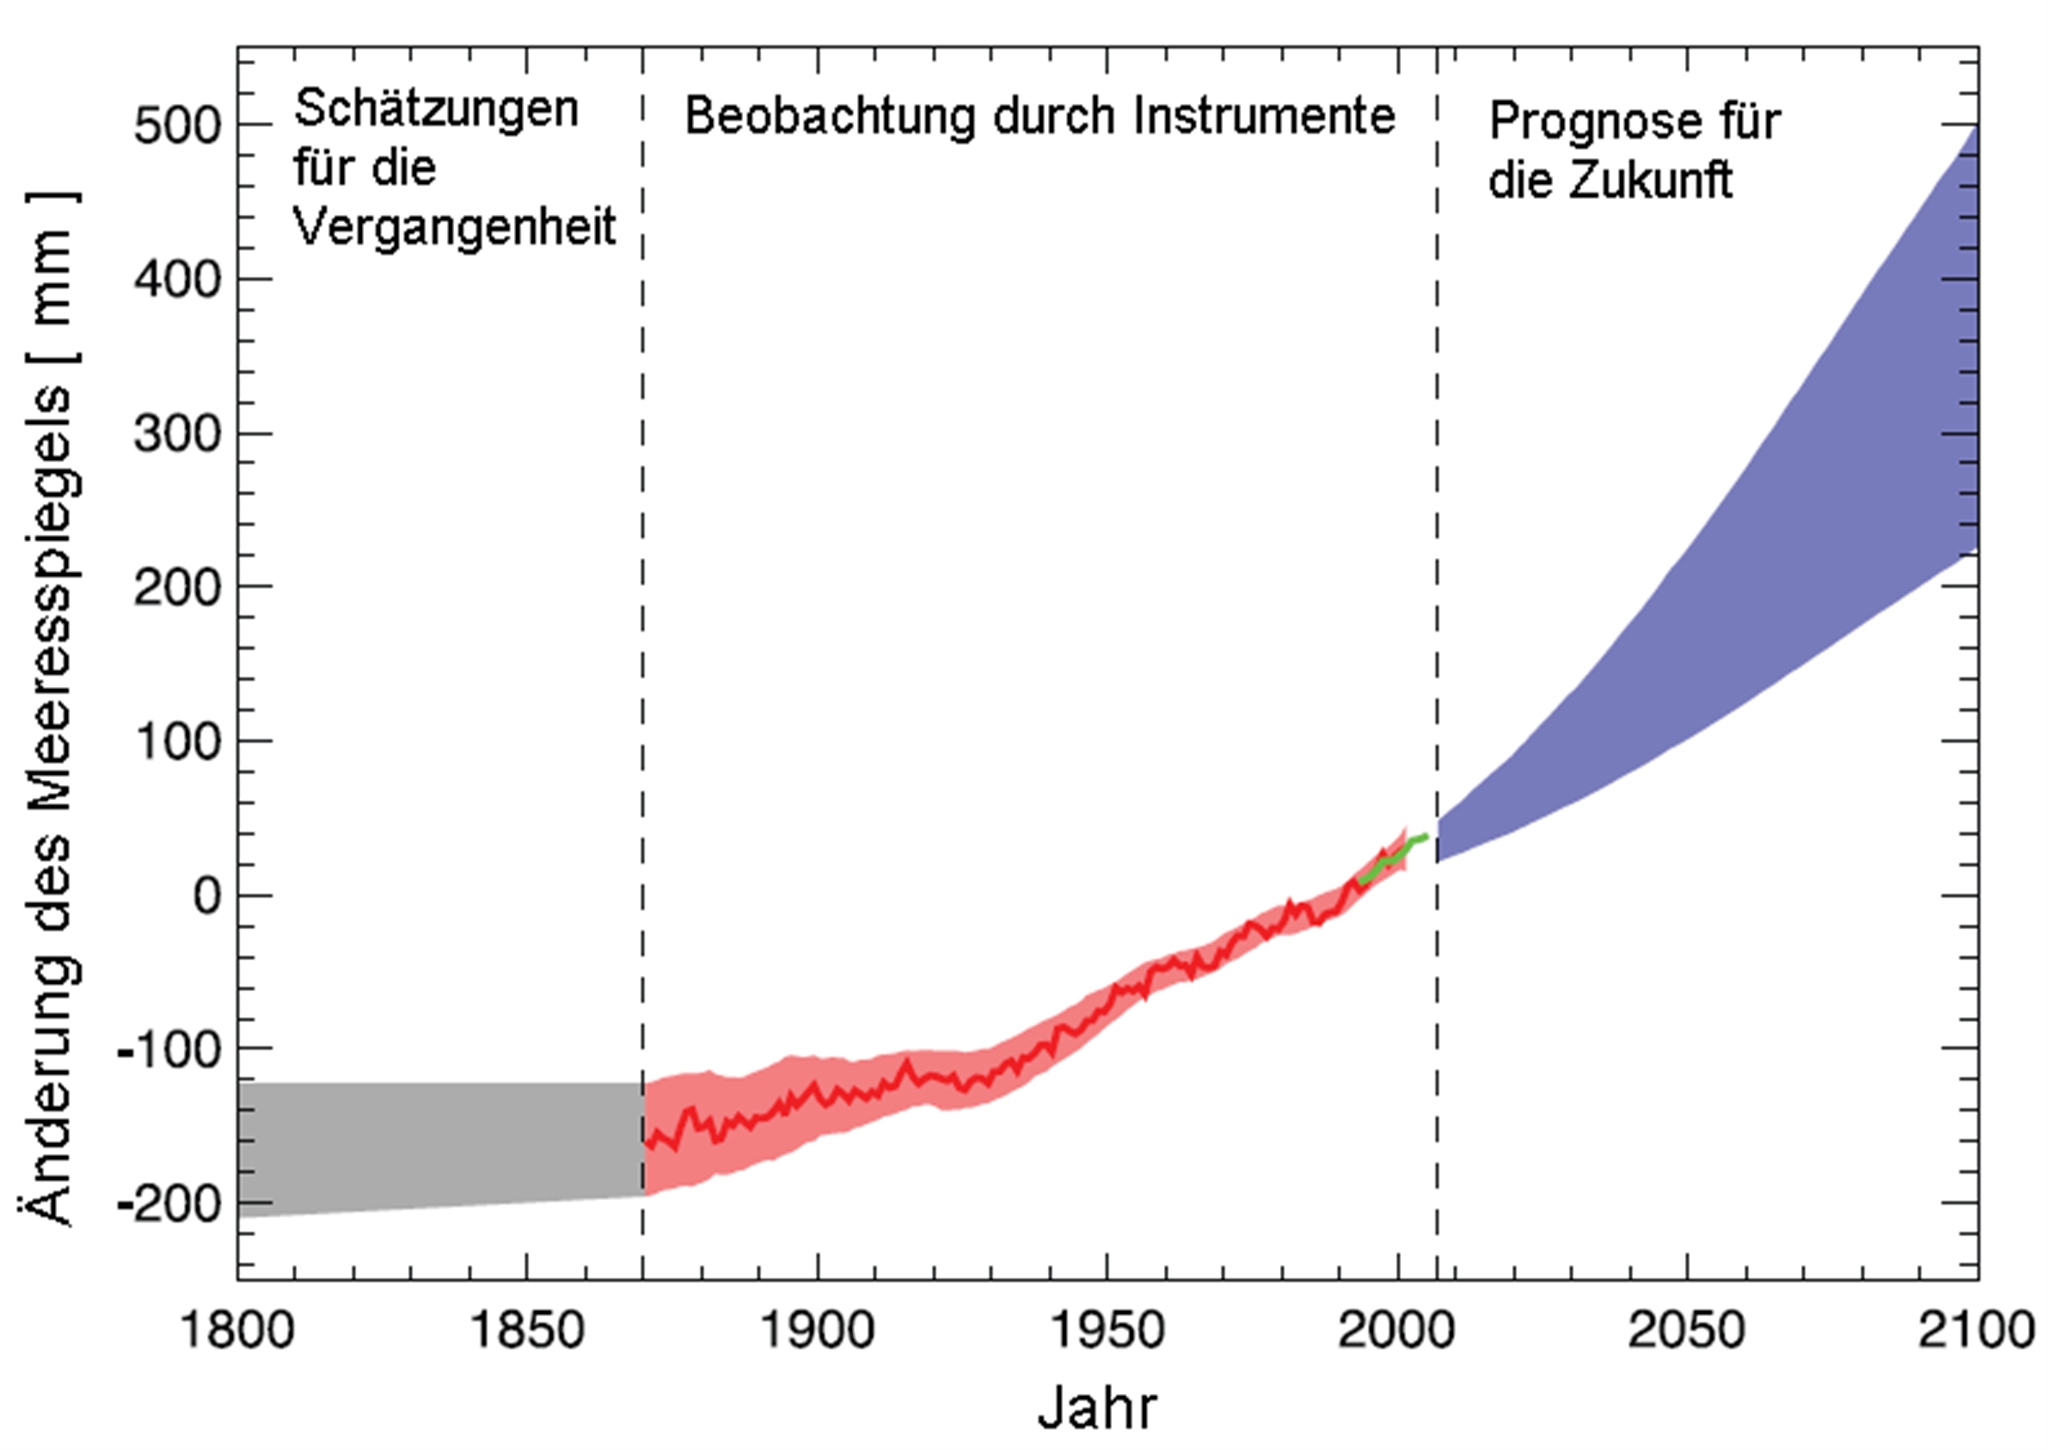 Schätzungen
für die
Vergangenheit
Beobachtung durch Instrumente
Prognose für
die Zukunft
Änderung des Meeresspiegels [ mm ]
500
400
300
200
100
0
-100
-200
1800 1850 1900 1950 2000 2050 2100
Jahr